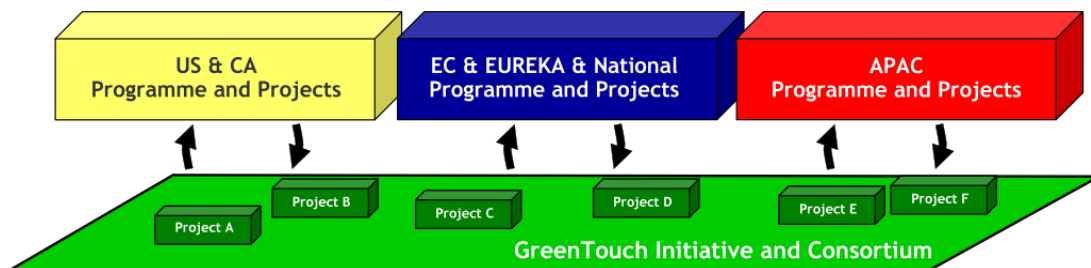 US & CA
Programme and Projects
EC & EUREKA & National
Programme and Projects
APAC
Programme and Projects
Project A
Project B
Project C
Project D
Project E
Project F
GreenTouch Initiative and Consortium